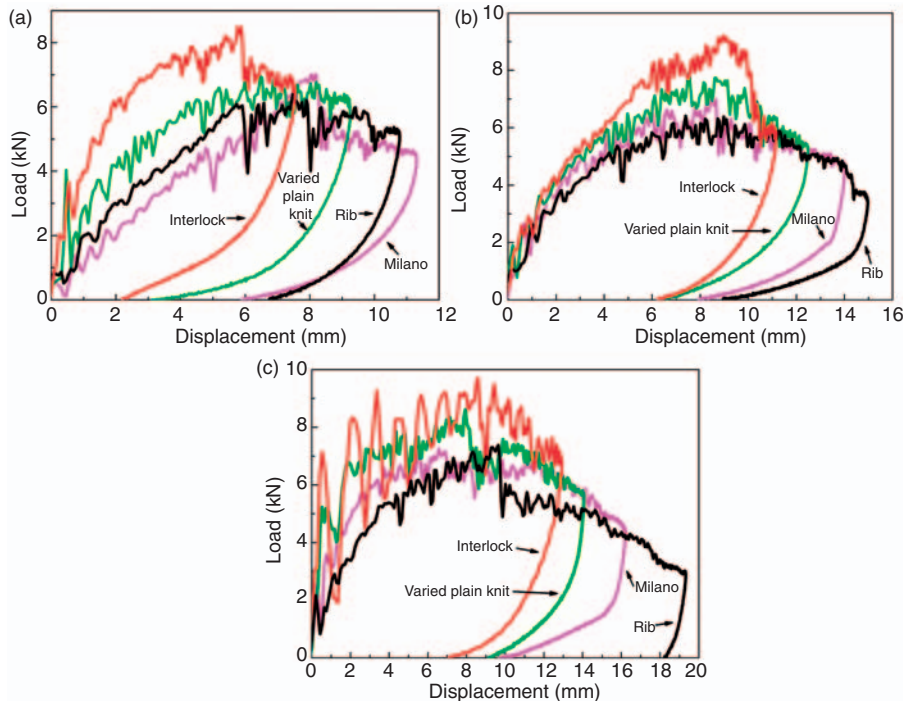 (a)
8
6
4
2
0
Load (kN)
0 2 4 6 8 10 12
Displacement (mm)
Interlock
Varied
plain
knit
Rib
Milano
(b)
10
8
6
4
2
0
Load (kN)
0 2 4 6 8 10 12 14 16
Displacement (mm)
Interlock
Varied plain knit
Milano
Rib
(c)
10
8
6
4
2
0
Load (kN)
0 2 4 6 8 10 12 14 16 18 20
Displacement (mm)
Interlock
Varied plain knit
Milano
Rib